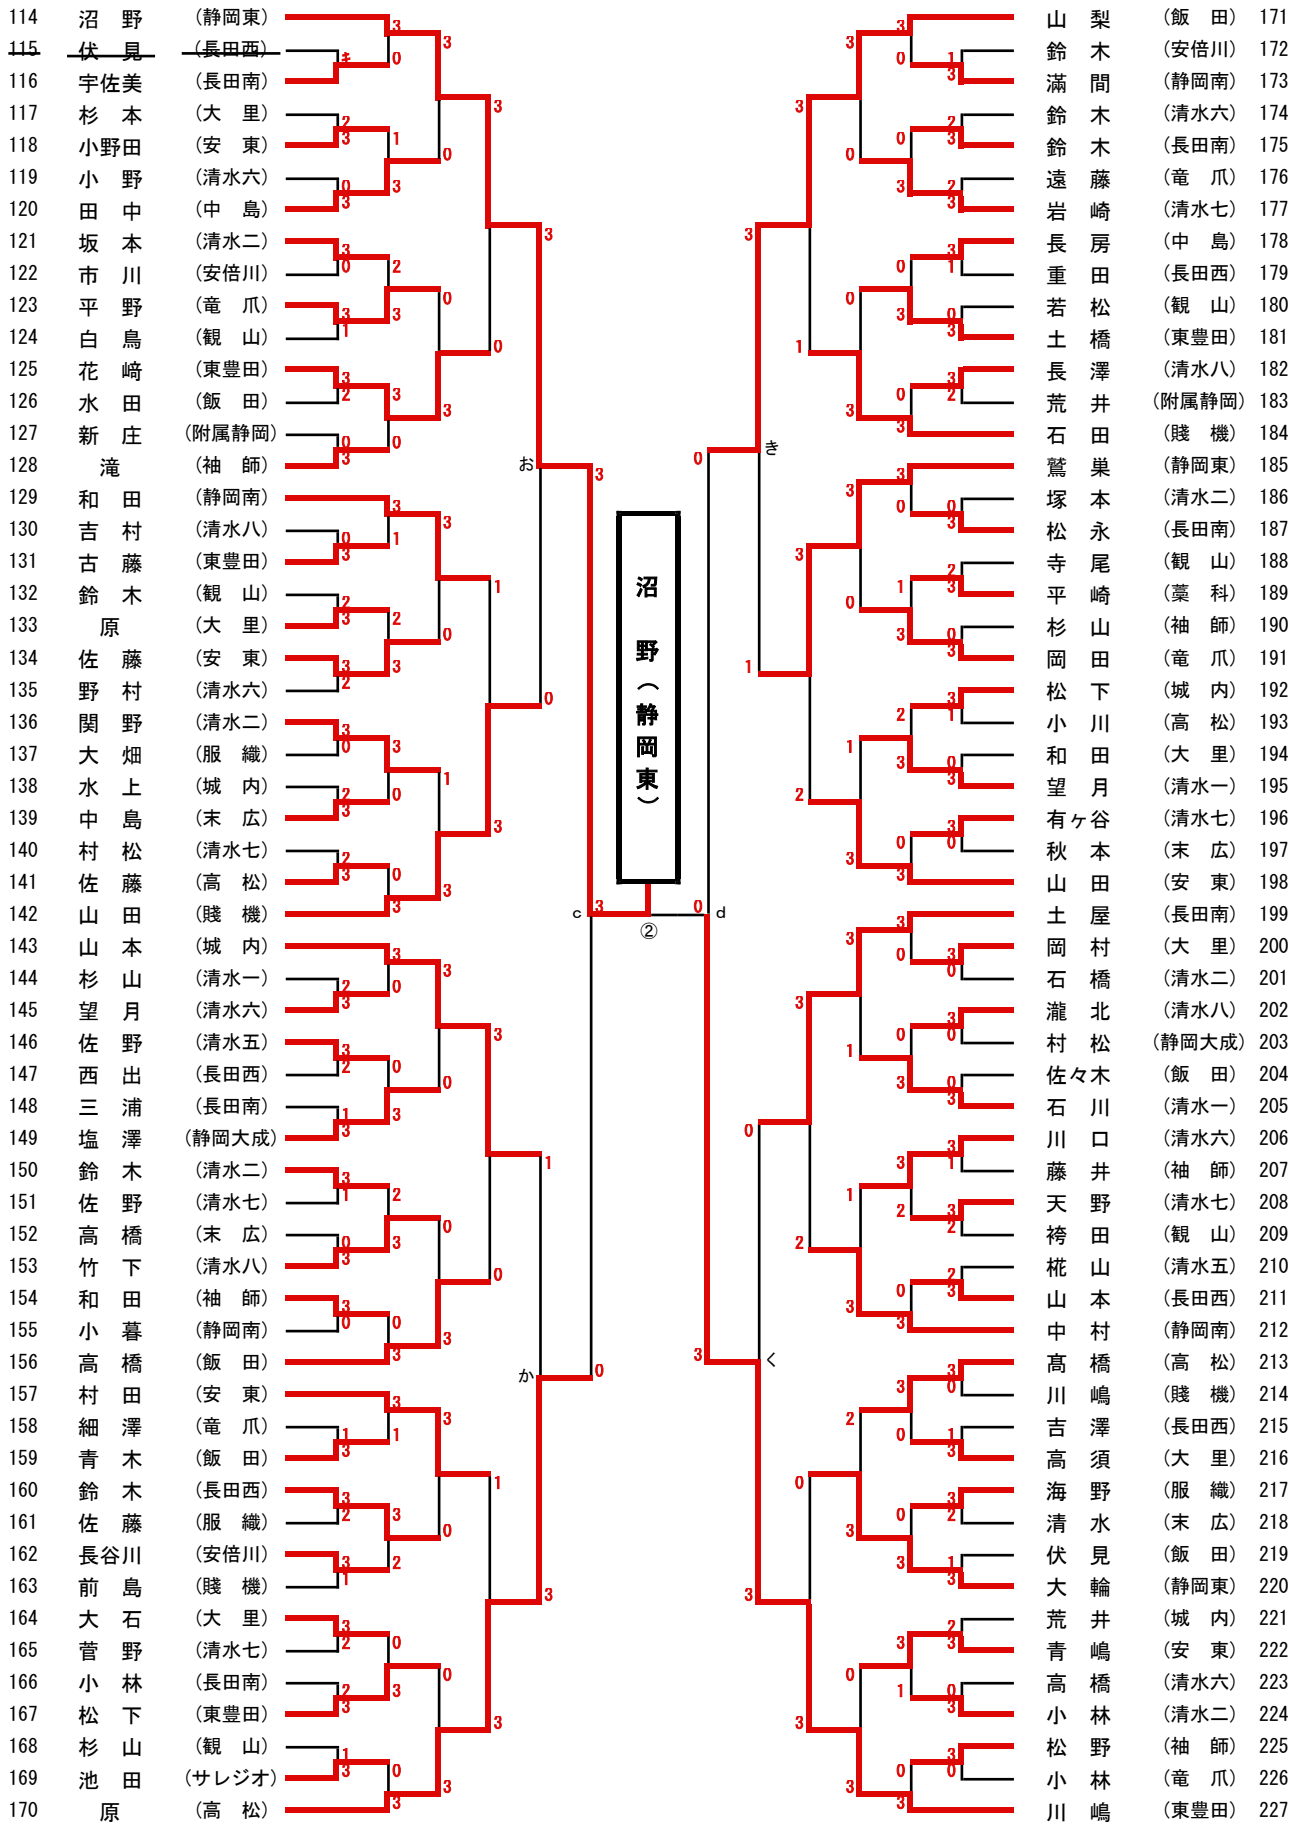 114 沼 野 (静岡東)
115 伏 見 (長田西)
116 宇佐美 (長田南)
117 杉 本 (大 里)
118 小野田 (安 東)
119 小 野 (清水六)
120 田 中 (中 島)
121 坂 本 (清水二)
122 市 川 (安倍川)
123 平 野 (竜 爪)
124 白 鳥 (観 山)
125 花 﨑 (東豊田)
126 水 田 (飯 田)
127 新 庄 (附属静岡)
128 滝 (袖 師)
129 和 田 (静岡南)
130 吉 村 (清水八)
131 古 藤 (東豊田)
132 鈴 木 (観 山)
133 原 (大 里)
134 佐 藤 (安 東)
135 野 村 (清水六)
136 関 野 (清水二)
137 大 畑 (服 織)
138 水 上 (城 内)
139 中 島 (末 広)
140 村 松 (清水七)
141 佐 藤 (高 松)
142 山 田 (賤 機)
143 山 本 (城 内)
144 杉 山 (清水一)
145 望 月 (清水六)
146 佐 野 (清水五)
147 西 出 (長田西)
148 三 浦 (長田南)
149 塩 澤 (静岡大成)
150 鈴 木 (清水二)
151 佐 野 (清水七)
152 高 橋 (末 広)
153 竹 下 (清水八)
154 和 田 (袖 師)
155 小 暮 (静岡南)
156 高 橋 (飯 田)
157 村 田 (安 東)
158 細 澤 (竜 爪)
159 青 木 (飯 田)
160 鈴 木 (長田西)
161 佐 藤 (服 織)
162 長谷川 (安倍川)
163 前 島 (賤 機)
164 大 石 (大 里)
165 菅 野 (清水七)
166 小 林 (長田南)
167 松 下 (東豊田)
168 杉 山 (観 山)
169 池 田 (サレジオ)
170 原 (高 松)
お
か
c
沼野(静岡東)
3 0
②
d
き
く
山 梨 (飯 田) 171
鈴 木 (安倍川) 172
滿 間 (静岡南) 173
鈴 木 (清水六) 174
鈴 木 (長田南) 175
遠 藤 (竜 爪) 176
岩 崎 (清水七) 177
長 房 (中 島) 178
重 田 (長田西) 179
若 松 (観 山) 180
土 橋 (東豊田) 181
長 澤 (清水八) 182
荒 井 (附属静岡) 183
石 田 (賤 機) 184
鷲 巣 (静岡東) 185
塚 本 (清水二) 186
松 永 (長田南) 187
寺 尾 (観 山) 188
平 崎 (藁 科) 189
杉 山 (袖 師) 190
岡 田 (竜 爪) 191
松 下 (城 内) 192
小 川 (高 松) 193
和 田 (大 里) 194
望 月 (清水一) 195
有ヶ谷 (清水七) 196
秋 本 (末 広) 197
山 田 (安 東) 198
土 屋 (長田南) 199
岡 村 (大 里) 200
石 橋 (清水二) 201
瀧 北 (清水八) 202
村 松 (静岡大成) 203
佐々木 (飯 田) 204
石 川 (清水一) 205
川 口 (清水六) 206
藤 井 (袖 師) 207
天 野 (清水七) 208
袴 田 (観 山) 209
椛 山 (清水五) 210
山 本 (長田西) 211
中 村 (静岡南) 212
髙 橋 (高 松) 213
川 嶋 (賤 機) 214
吉 澤 (長田西) 215
高 須 (大 里) 216
海 野 (服 織) 217
清 水 (末 広) 218
伏 見 (飯 田) 219
大 輪 (静岡東) 220
荒 井 (城 内) 221
青 嶋 (安 東) 222
高 橋 (清水六) 223
小 林 (清水二) 224
松 野 (袖 師) 225
小 林 (竜 爪) 226
川 嶋 (東豊田) 227